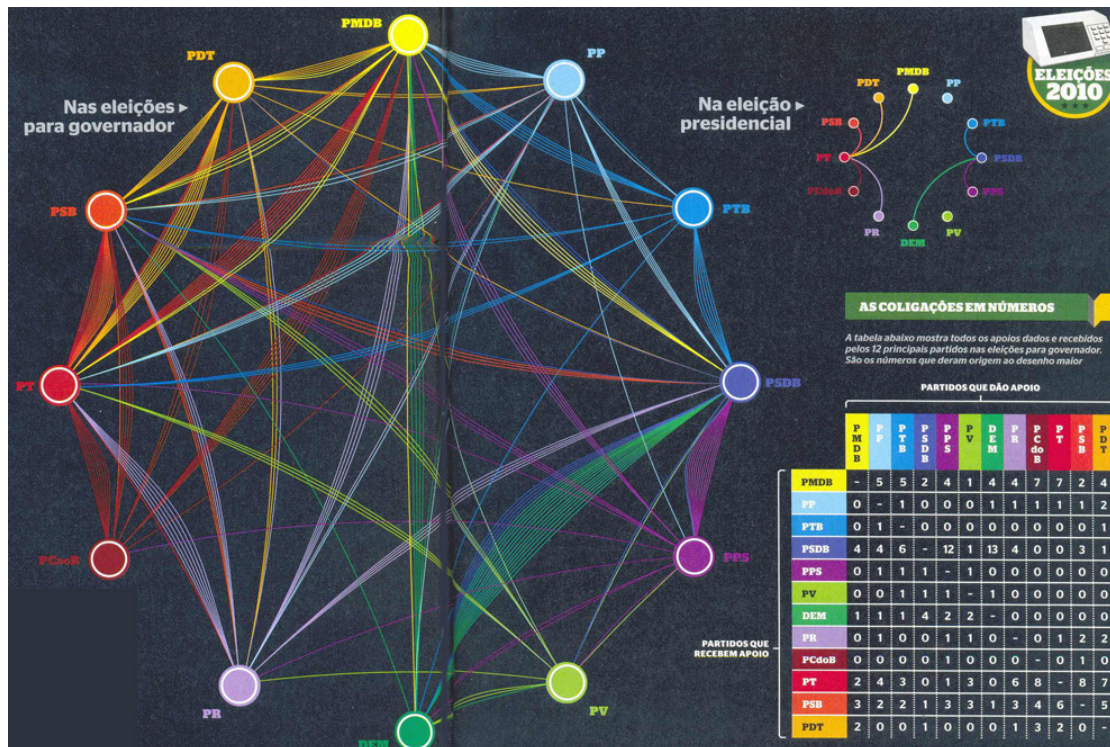 PMDB
PDT
PP
Nas eleições ▸
para governador
PSB
PTB
PT
PSDB
PCdoB
PPS
PR
PV
DEM
Na eleição ▸
presidencial
PMDB
PDT
PP
PSB
PTB
PT
PSDB
PCdoB
PPS
PR
PV
DEM
ELEIÇÕES
2010
AS COLIGAÇÕES EM NÚMEROS
A tabela abaixo mostra todos os apoios dados e recebidos
pelos 12 principais partidos nas eleições para governador.
São os números que deram origem ao desenho maior
PARTIDOS QUE DÃO APOIO
PMDB PP PTB PSDB PPS PV DEM PR PCdoB PT PSB PDT
PARTIDOS QUE
RECEBEM APOIO
PMDB - 5 5 2 4 1 4 4 7 7 2 4
PP 0 - 1 0 0 0 1 1 1 1 1 2
PTB 0 1 - 0 0 0 0 0 0 0 0 1
PSDB 4 4 6 - 12 1 13 4 0 0 3 1
PPS 0 1 1 1 - 1 0 0 0 0 0 0
PV 0 0 1 1 1 - 1 0 0 0 0 0
DEM 1 1 1 4 2 2 - 0 0 0 0 0
PR 0 1 0 0 1 1 0 - 0 1 2 2
PCdoB 0 0 0 0 1 0 0 0 - 0 1 0
PT 2 4 3 0 1 3 0 6 8 - 8 7
PSB 3 2 2 1 3 3 1 3 4 6 - 5
PDT 2 0 0 1 0 0 0 1 3 2 0 -